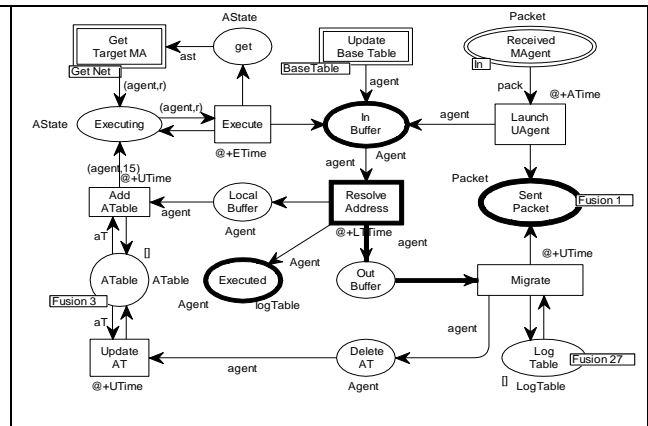 AState
Packet
Get
Target MA
Get Net
ast
get
Update
Base Table
BaseTable
Received
MAgent
In
(agent,r)
agent
pack
@+ATime
AState
Executing
(agent,r)
Execute
@+ETime
In
Buffer
agent
Launch
UAgent
(agent,15)
@+UTime
agent
Agent
Packet
Add
ATable
agent
Local
Buffer
Agent
Resolve
Address
@+LTTime
Sent
Packet
Fusion 1
aT
[]
agent
@+UTime
ATable
ATable
Fusion 3
Agent
Executed
Agent
logTable
Out
Buffer
Migrate
aT
agent
Update
AT
@+UTime
agent
Delete
AT
Agent
Log
Table
Fusion 27
[]
LogTable